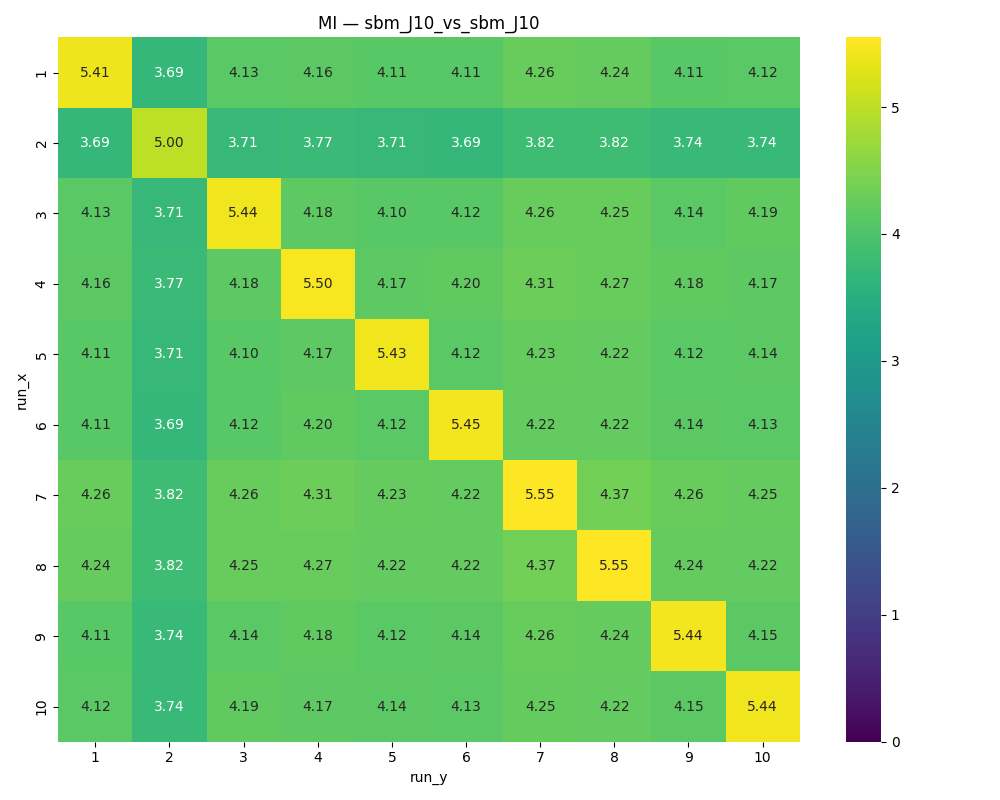 MI — sbm_J10_vs_sbm_J10
1 5.41 3.69 4.13 4.16 4.11 4.11 4.26 4.24 4.11 4.12
2 3.69 5.00 3.71 3.77 3.71 3.69 3.82 3.82 3.74 3.74
3 4.13 3.71 5.44 4.18 4.10 4.12 4.26 4.25 4.14 4.19
4 4.16 3.77 4.18 5.50 4.17 4.20 4.31 4.27 4.18 4.17
5 4.11 3.71 4.10 4.17 5.43 4.12 4.23 4.22 4.12 4.14
6 4.11 3.69 4.12 4.20 4.12 5.45 4.22 4.22 4.14 4.13
7 4.26 3.82 4.26 4.31 4.23 4.22 5.55 4.37 4.26 4.25
8 4.24 3.82 4.25 4.27 4.22 4.22 4.37 5.55 4.24 4.22
9 4.11 3.74 4.14 4.18 4.12 4.14 4.26 4.24 5.44 4.15
10 4.12 3.74 4.19 4.17 4.14 4.13 4.25 4.22 4.15 5.44
1 2 3 4 5 6 7 8 9 10
run_y
run_x
5
4
3
2
1
0